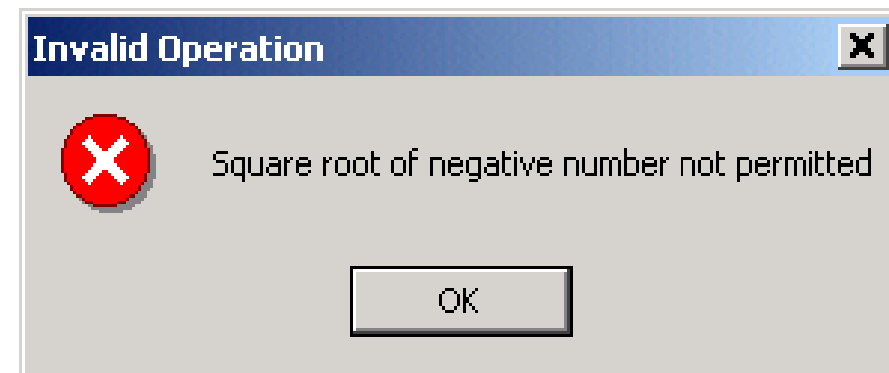 Invalid Operation
Square root of negative number not permitted
OK